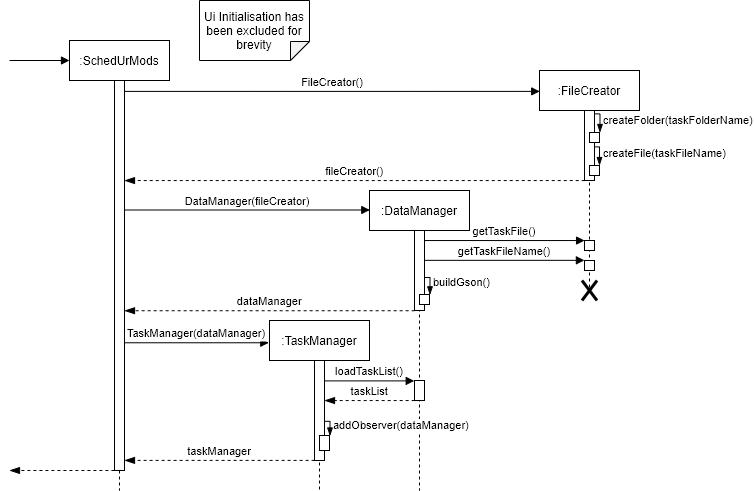 Ui Initialisation has
been excluded for
brevity
:SchedUrMods
FileCreator()
:FileCreator
createFolder(taskFolderName)
createFile(taskFileName)
fileCreator()
DataManager(fileCreator)
:DataManager
getTaskFile()
getTaskFileName()
buildGson()
dataManager
TaskManager(dataManager)
:TaskManager
loadTaskList()
taskList
addObserver(dataManager)
taskManager